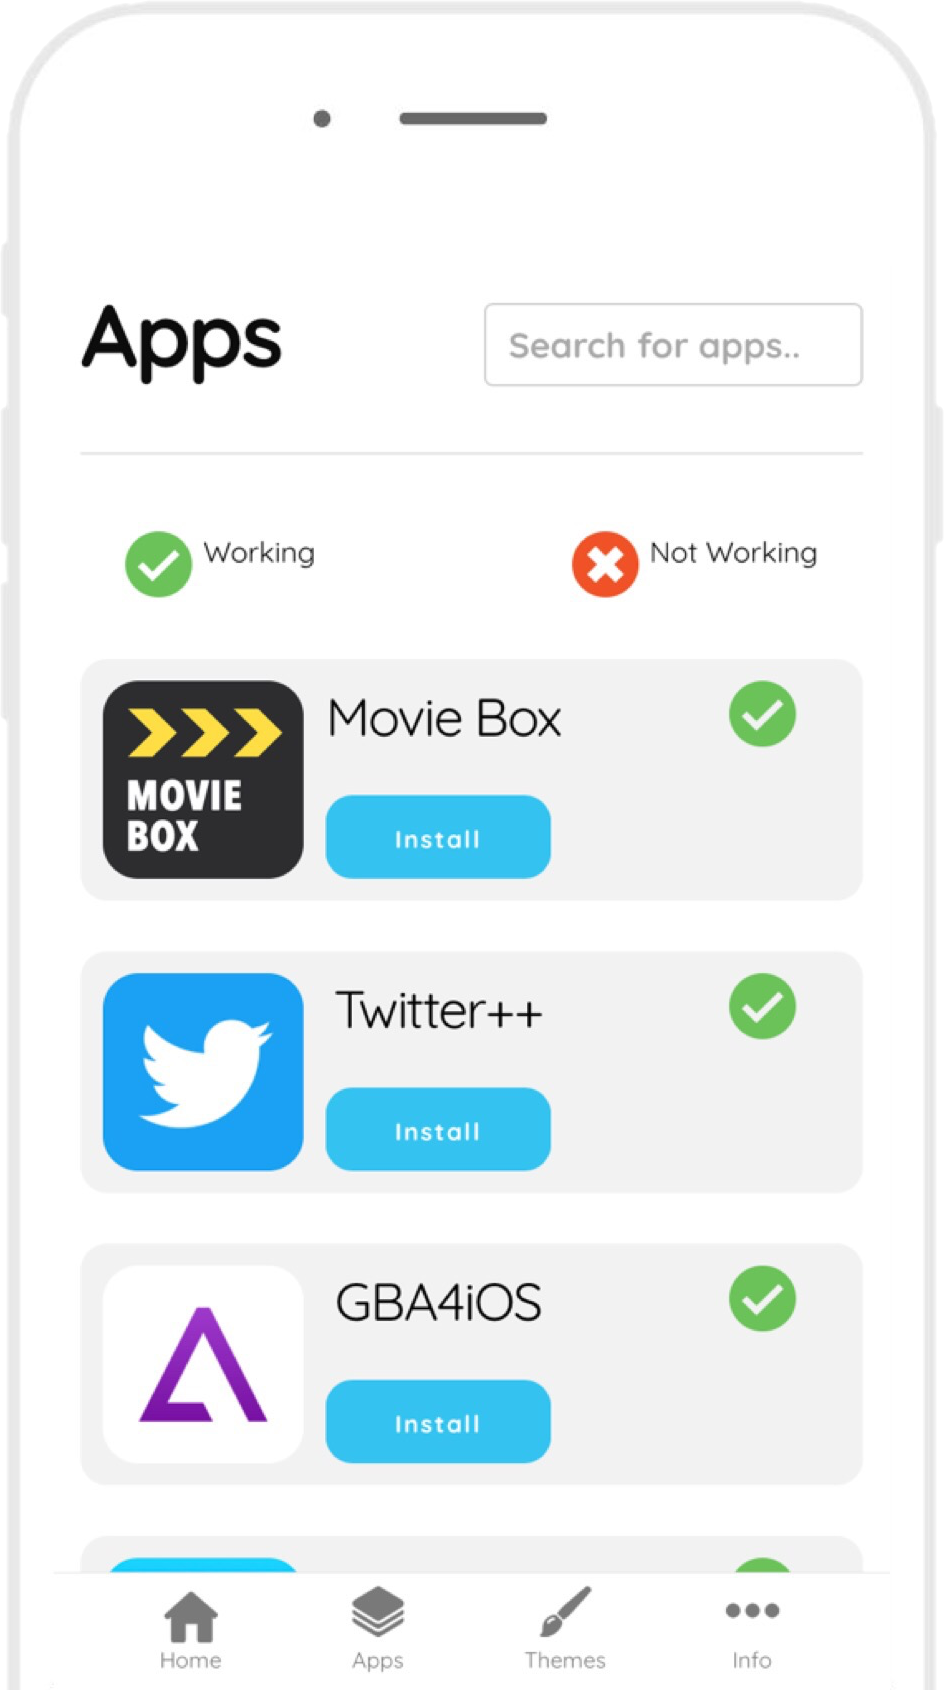 Apps
Search for apps..
Working
Not Working
MOVIE
BOX
Movie Box
Install
Twitter++
Install
GBA4iOS
Install
Home
Apps
Themes
Info